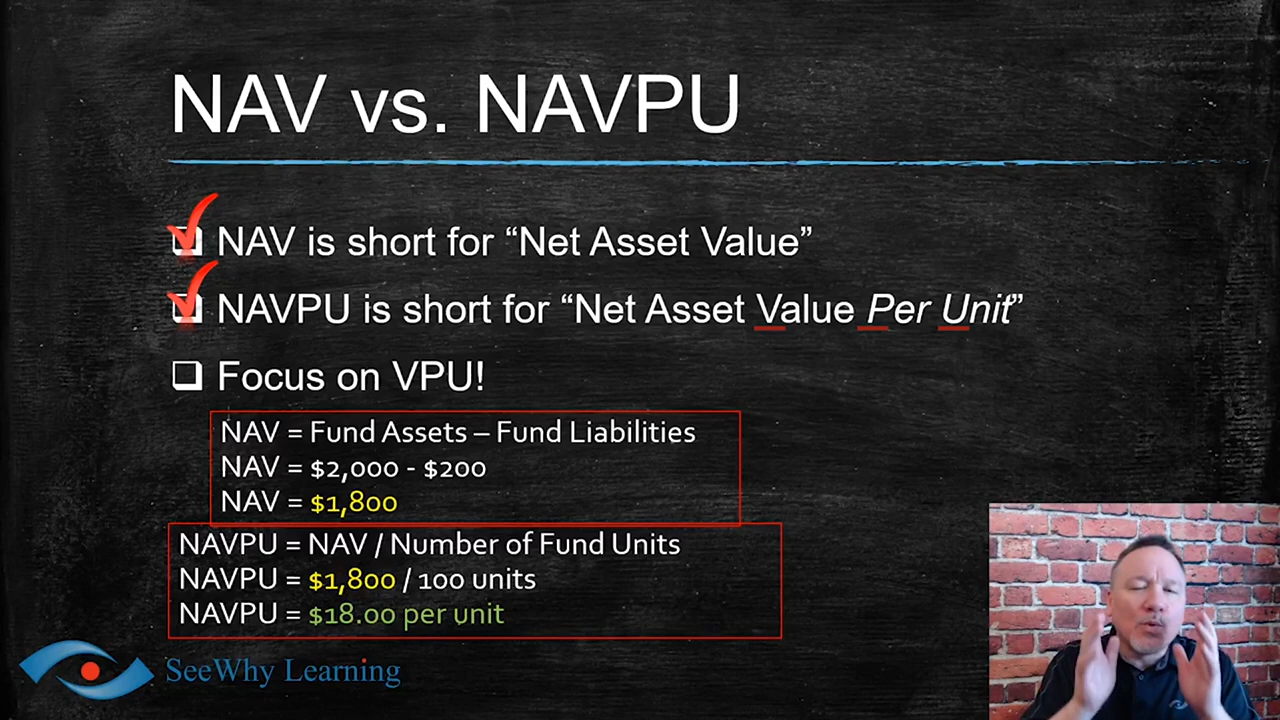 NAV vs. NAVPU
NAV is short for “Net Asset Value”
NAVPU is short for “Net Asset Value Per Unit”
Focus on VPU!
NAV = Fund Assets – Fund Liabilities
NAV = $2,000 - $200
NAV = $1,800
NAVPU = NAV / Number of Fund Units
NAVPU = $1,800 / 100 units
NAVPU = $18.00 per unit
SeeWhy Learning